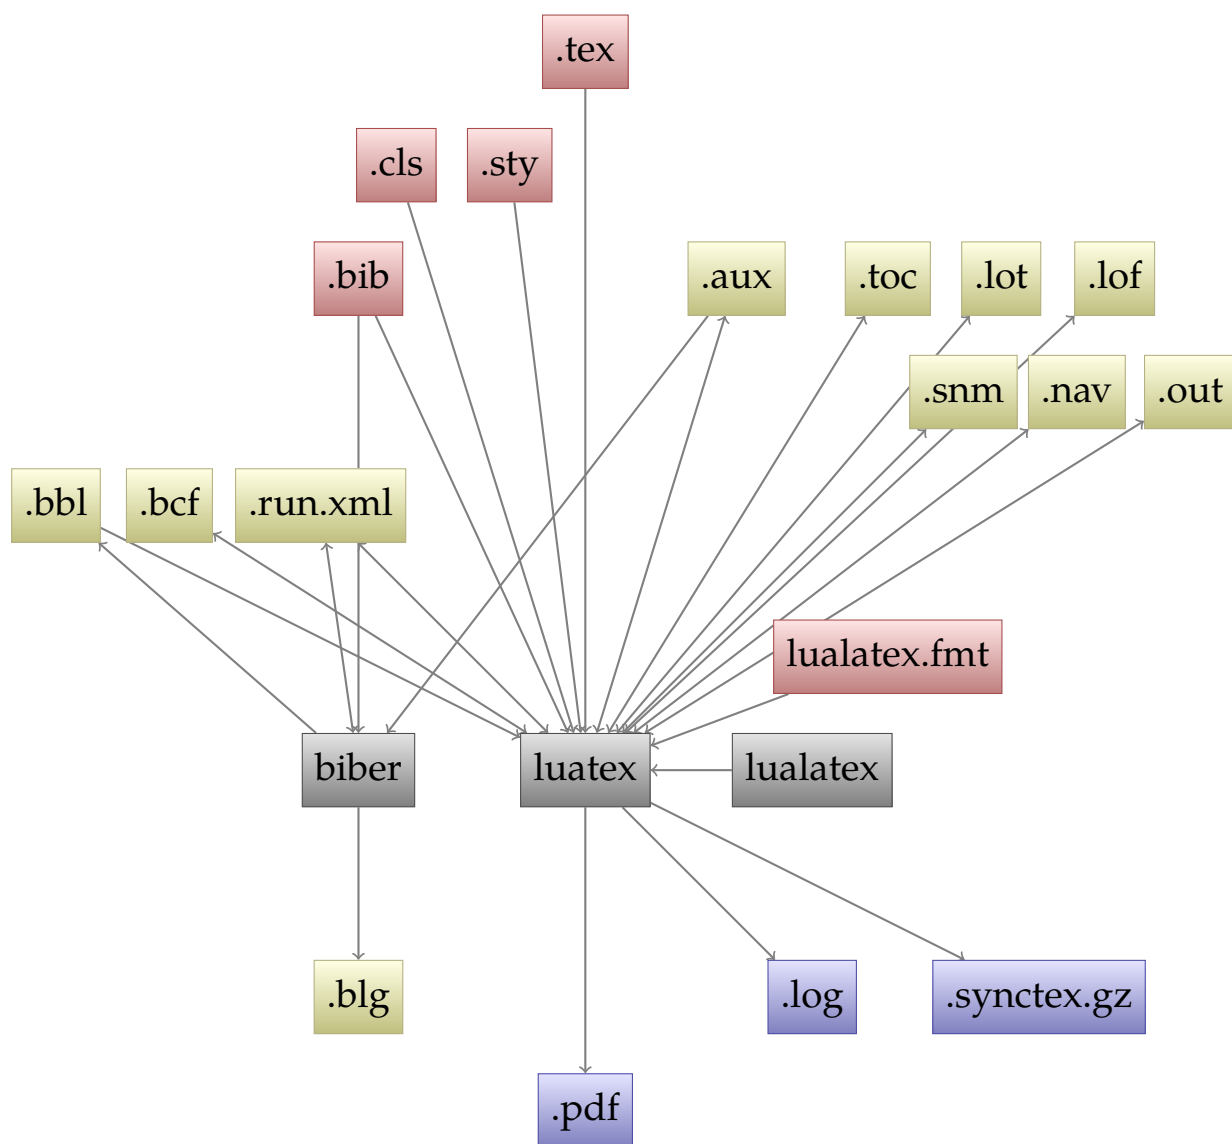 .tex
.cls
.sty
.bib
.aux
.toc
.lot
.lof
.snm
.nav
.out
.bbl
.bcf
.run.xml
lualatex.fmt
biber
luatex
lualatex
.blg
.log
.synctex.gz
.pdf